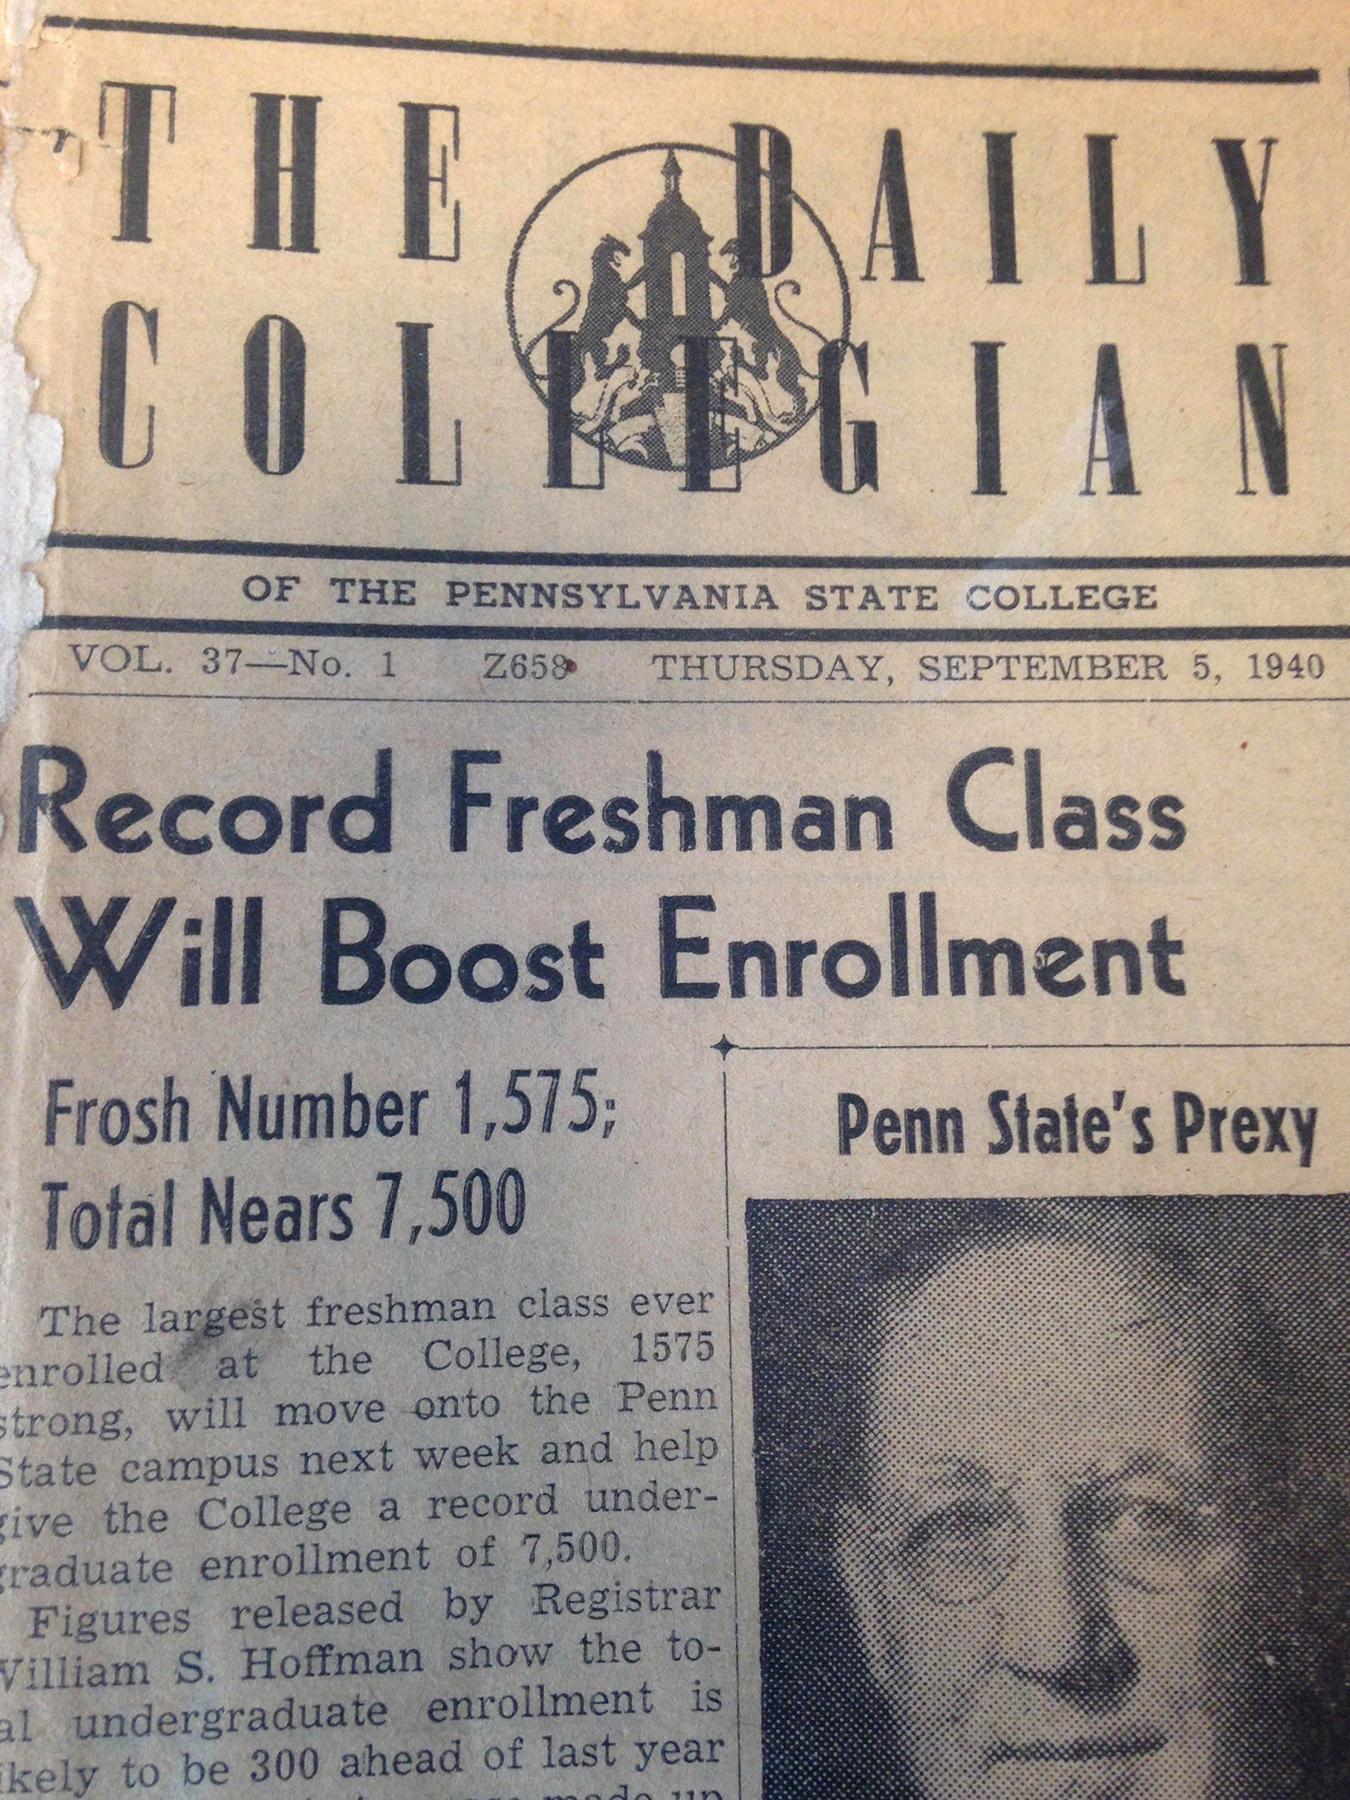 THE DAILY
COLLEGIAN
OF THE PENNSYLVANIA STATE COLLEGE
VOL. 37—No. 1 Z658 THURSDAY, SEPTEMBER 5, 1940
Record Freshman Class
Will Boost Enrollment
Frosh Number 1,575;
Total Nears 7,500
The largest freshman class ever
enrolled at the College, 1575
strong, will move onto the Penn
State campus next week and help
give the College a record under-
graduate enrollment of 7,500.
Figures released by Registrar
William S. Hoffman show the to-
al undergraduate enrollment is
ikely to be 300 ahead of last year
made up
Penn State's Prexy